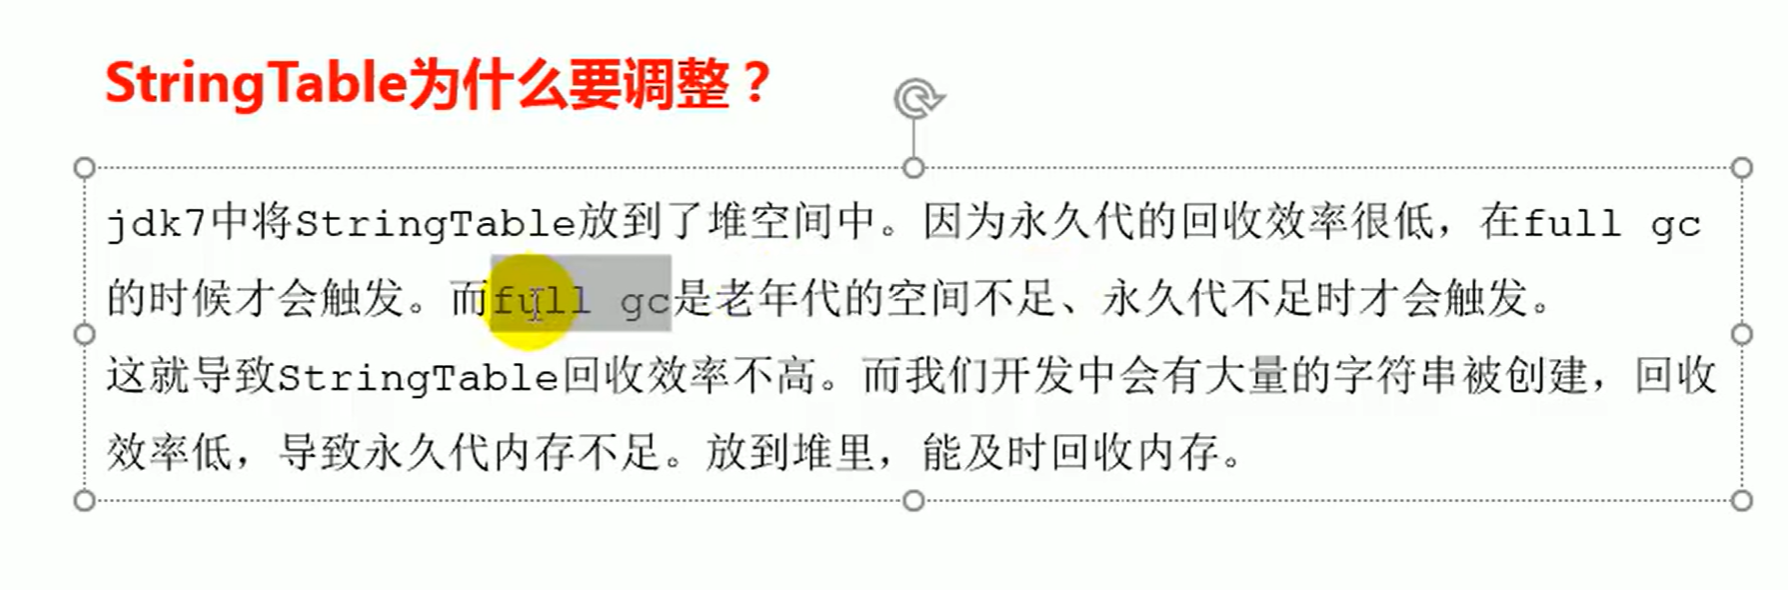 StringTable为什么要调整？
jdk7中将StringTable放到了堆空间中。因为永久代的回收效率很低，在full gc
的时候才会触发。而full gc是老年代的空间不足、永久代不足时才会触发。
这就导致StringTable回收效率不高。而我们开发中会有大量的字符串被创建，回收
效率低，导致永久代内存不足。放到堆里，能及时回收内存。